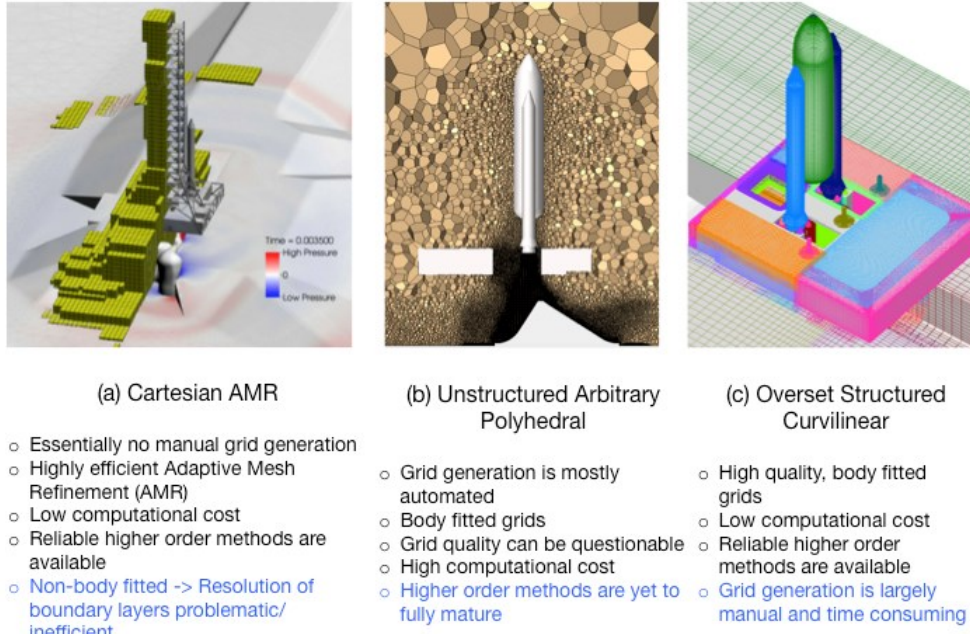 Time = 0.003500
High Pressure
0
Low Pressure
(a) Cartesian AMR
○ Essentially no manual grid generation
○ Highly efficient Adaptive Mesh
Refinement (AMR)
○ Low computational cost
○ Reliable higher order methods are
available
○ Non-body fitted -> Resolution of
boundary layers problematic/
inefficient
(b) Unstructured Arbitrary
Polyhedral
○ Grid generation is mostly
automated
○ Body fitted grids
○ Grid quality can be questionable
○ High computational cost
○ Higher order methods are yet to
fully mature
(c) Overset Structured
Curvilinear
○ High quality, body fitted
grids
○ Low computational cost
○ Reliable higher order
methods are available
○ Grid generation is largely
manual and time consuming